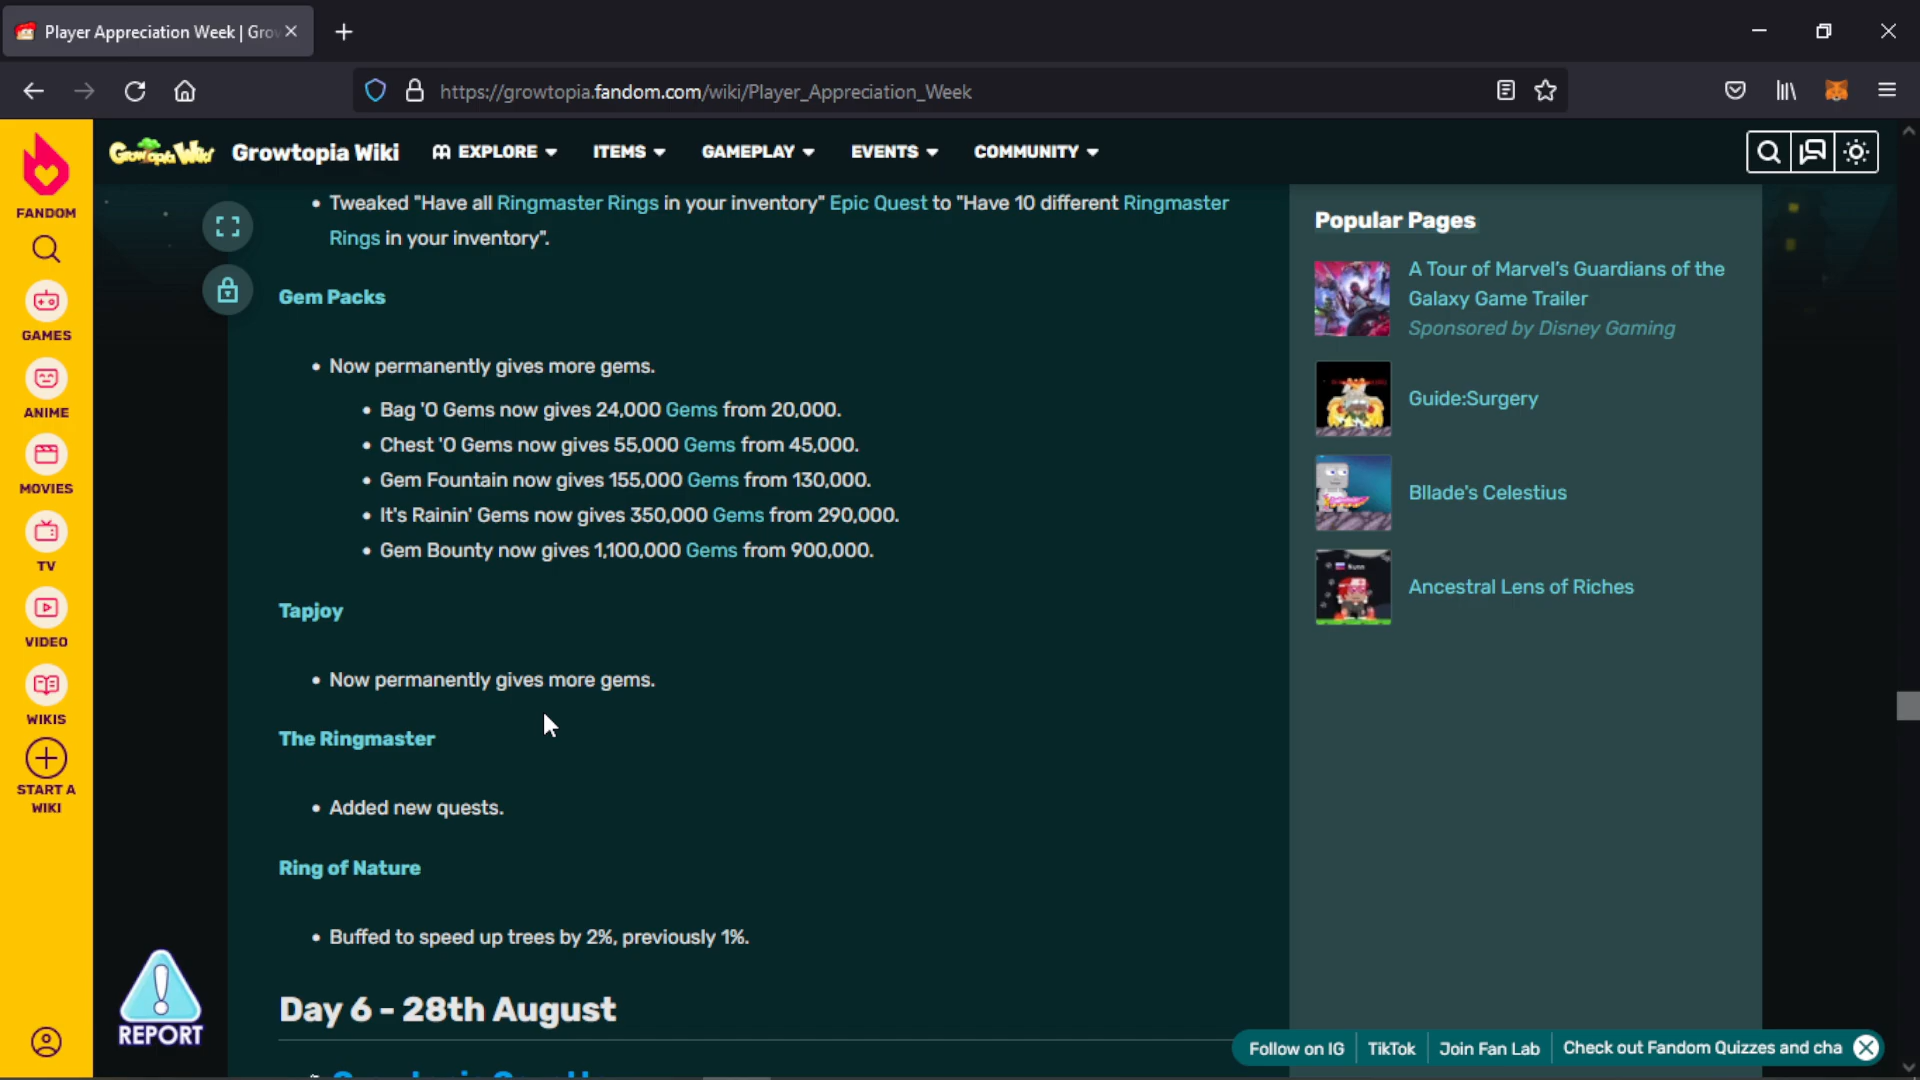 Player Appreciation Week | Gro
https://growtopia.fandom.com/wiki/Player_Appreciation_Week
FANDOM
GAMES
ANIME
MOVIES
TV
VIDEO
WIKIS
START A
WIKI
Growtopia Wiki
EXPLORE
ITEMS
GAMEPLAY
EVENTS
COMMUNITY
• Tweaked "Have all Ringmaster Rings in your inventory" Epic Quest to "Have 10 different Ringmaster
Rings in your inventory".
Gem Packs
• Now permanently gives more gems.
• Bag 'O Gems now gives 24,000 Gems from 20,000.
• Chest 'O Gems now gives 55,000 Gems from 45,000.
• Gem Fountain now gives 155,000 Gems from 130,000.
• It's Rainin' Gems now gives 350,000 Gems from 290,000.
• Gem Bounty now gives 1,100,000 Gems from 900,000.
Tapjoy
• Now permanently gives more gems.
The Ringmaster
• Added new quests.
Ring of Nature
• Buffed to speed up trees by 2%, previously 1%.
Day 6 - 28th August
REPORT
Popular Pages
A Tour of Marvel's Guardians of the
Galaxy Game Trailer
Sponsored by Disney Gaming
Guide:Surgery
Bllade's Celestius
Ancestral Lens of Riches
Follow on IG
TikTok
Join Fan Lab
Check out Fandom Quizzes and cha